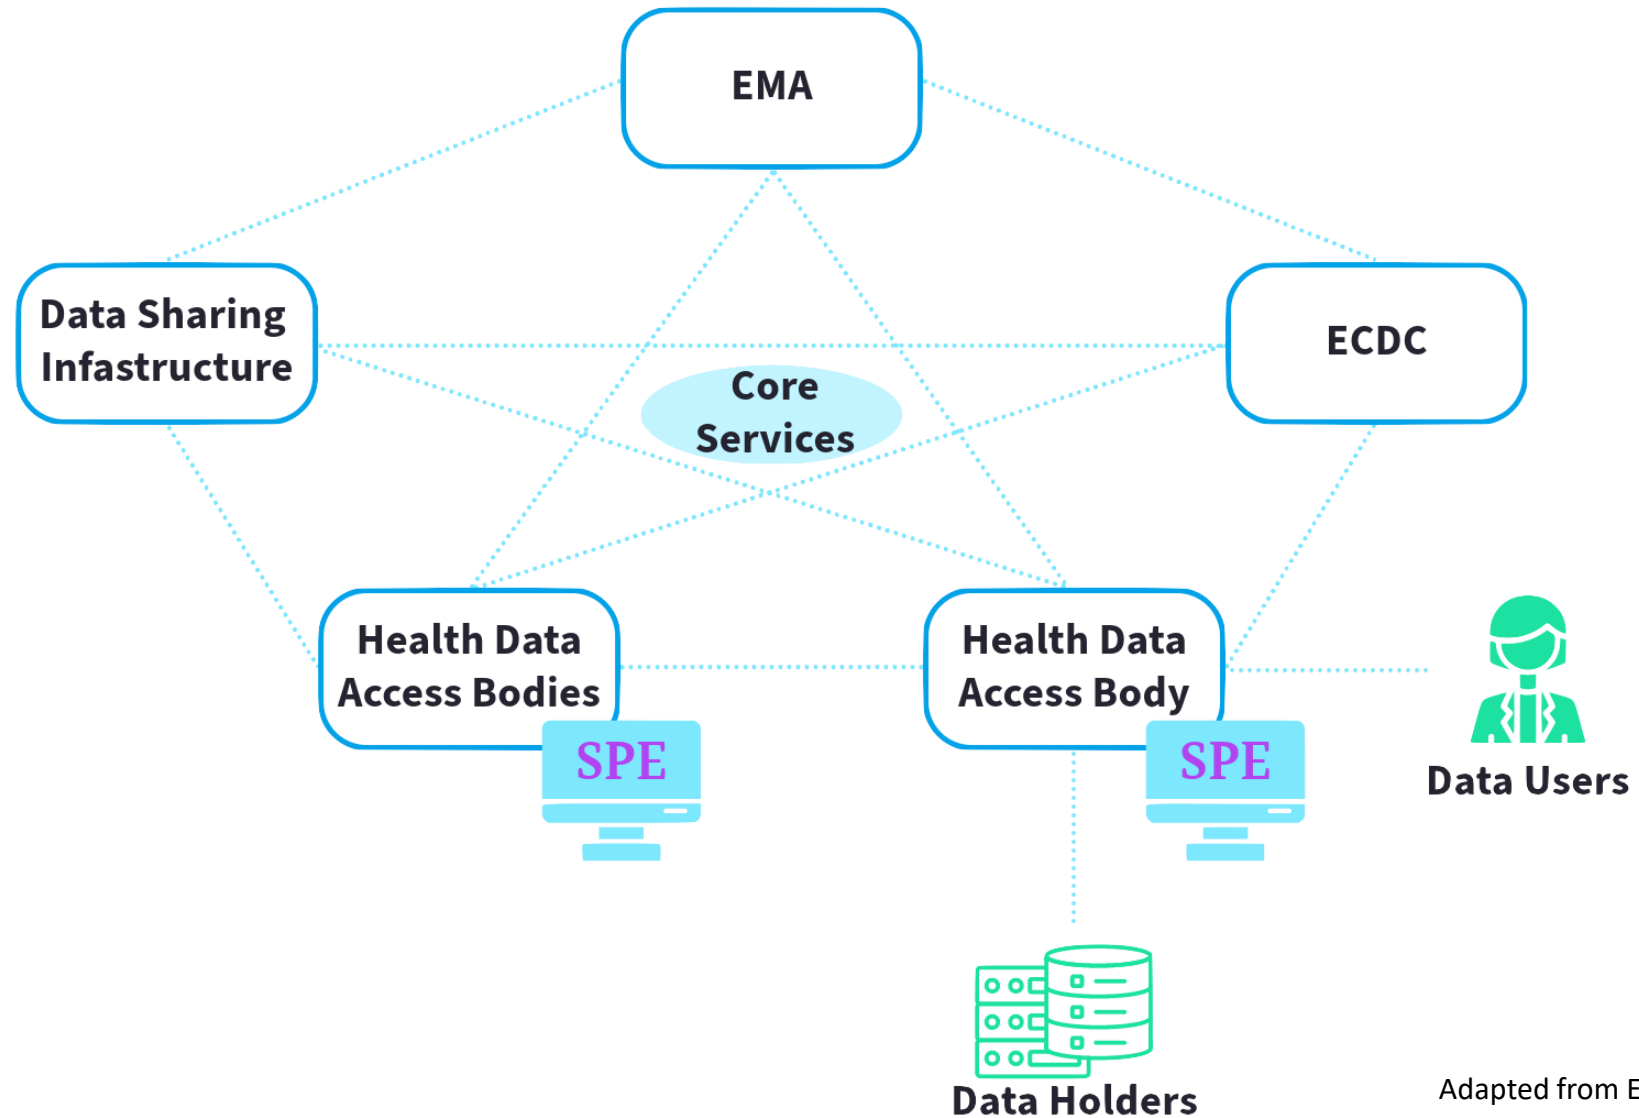 EMA
Data Sharing
Infastructure
ECDC
Core
Services
Health Data
Access Bodies
Health Data
Access Body
SPE
SPE
Data Users
Data Holders
Adapted from E